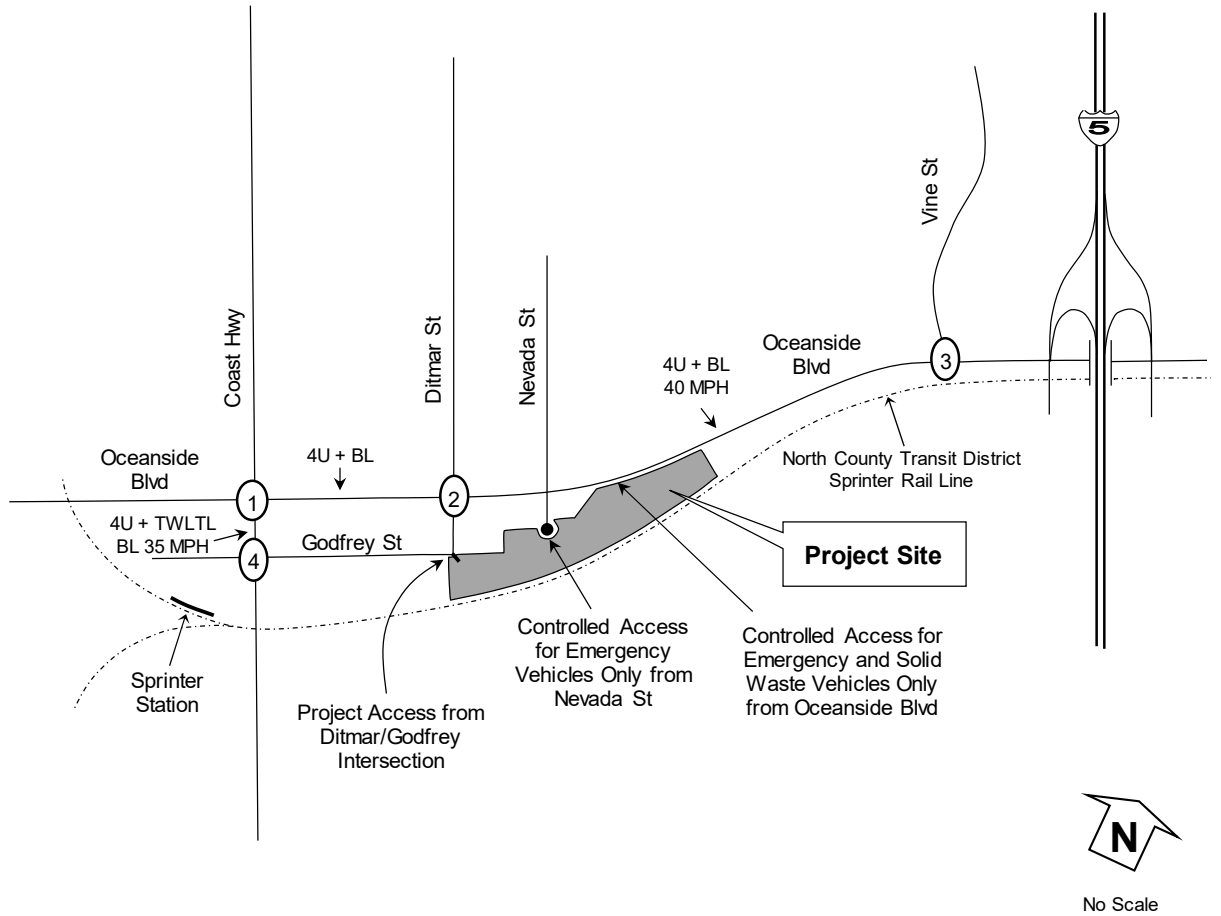 5
Vine St
Coast Hwy
Ditmar St
Nevada St
Oceanside
Blvd
3
4U + BL
40 MPH
Oceanside
Blvd
4U + BL
1
2
North County Transit District
Sprinter Rail Line
4U + TWLTL
BL 35 MPH
Godfrey St
4
Project Site
Sprinter
Station
Controlled Access
for Emergency
Vehicles Only from
Nevada St
Controlled Access for
Emergency and Solid
Waste Vehicles Only
from Oceanside Blvd
Project Access from
Ditmar/Godfrey
Intersection
N
No Scale